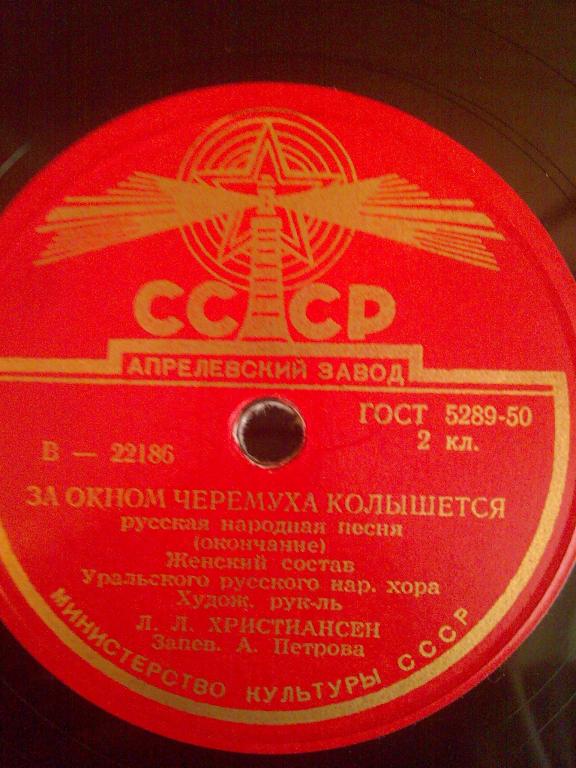 СССР
АПРЕЛЕВСКИЙ ЗАВОД
ГОСТ 5289-50
2 кл.
В — 22186
ЗА ОКНОМ ЧЕРЕМУХА КОЛЫШЕТСЯ
русская народная песня
(окончание)
Женский состав
Уральского русского нар. хора
Худож. рук-ль
Л. Л. ХРИСТИАНСЕН
Запев. А. Петрова
МИНИСТЕРСТВО КУЛЬТУРЫ СССР